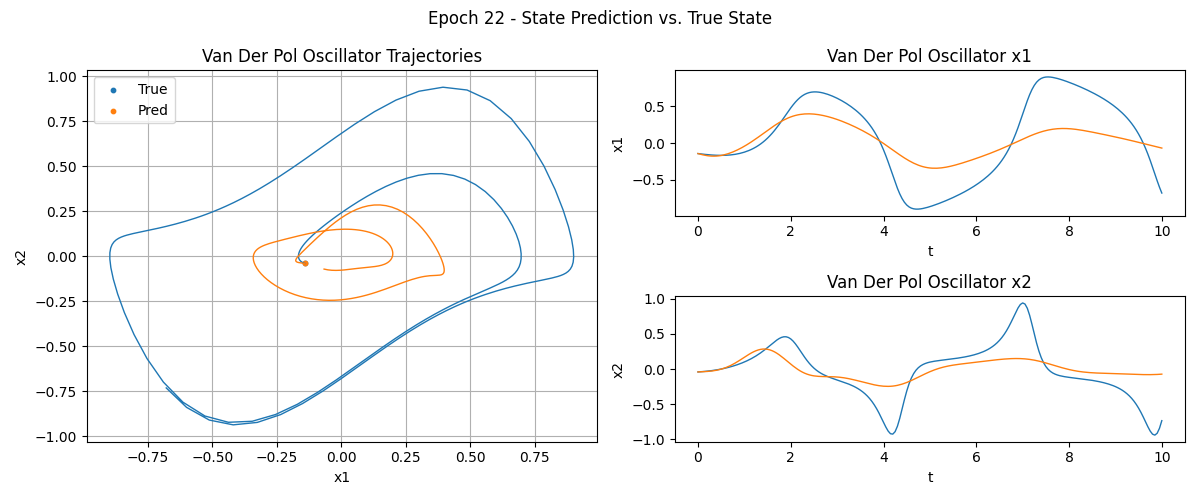 Epoch 22 - State Prediction vs. True State
Van Der Pol Oscillator Trajectories
True
Pred
1.00
0.75
0.50
0.25
0.00
−0.25
−0.50
−0.75
−1.00
x2
−0.75 −0.50 −0.25 0.00 0.25 0.50 0.75
x1
Van Der Pol Oscillator x1
0.5
0.0
−0.5
x1
0 2 4 6 8 10
t
Van Der Pol Oscillator x2
1.0
0.5
0.0
−0.5
−1.0
x2
0 2 4 6 8 10
t